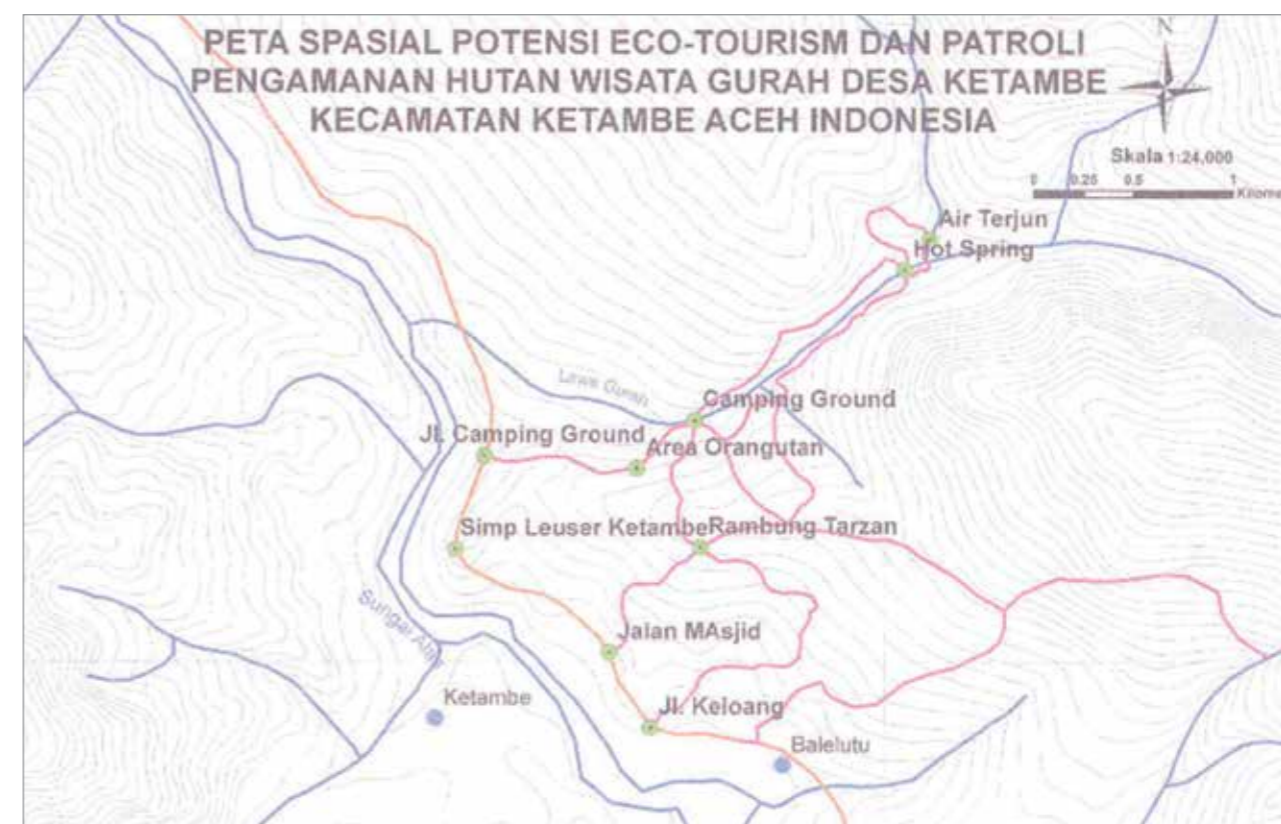 PETA SPASIAL POTENSI ECO-TOURISM DAN PATROLI
PENGAMANAN HUTAN WISATA GURAH DESA KETAMBE
KECAMATAN KETAMBE ACEH INDONESIA
N
Skala 1:24,000
0 0.25 0.5 1
Kilome
Air Terjun
Hot Spring
Lawe Gurah
Camping Ground
Jl. Camping Ground
Area Orangutan
Simp Leuser Ketambe
Rambung Tarzan
Sungai Alas
Jalan MAsjid
Ketambe
Jl. Keloang
Balelutu